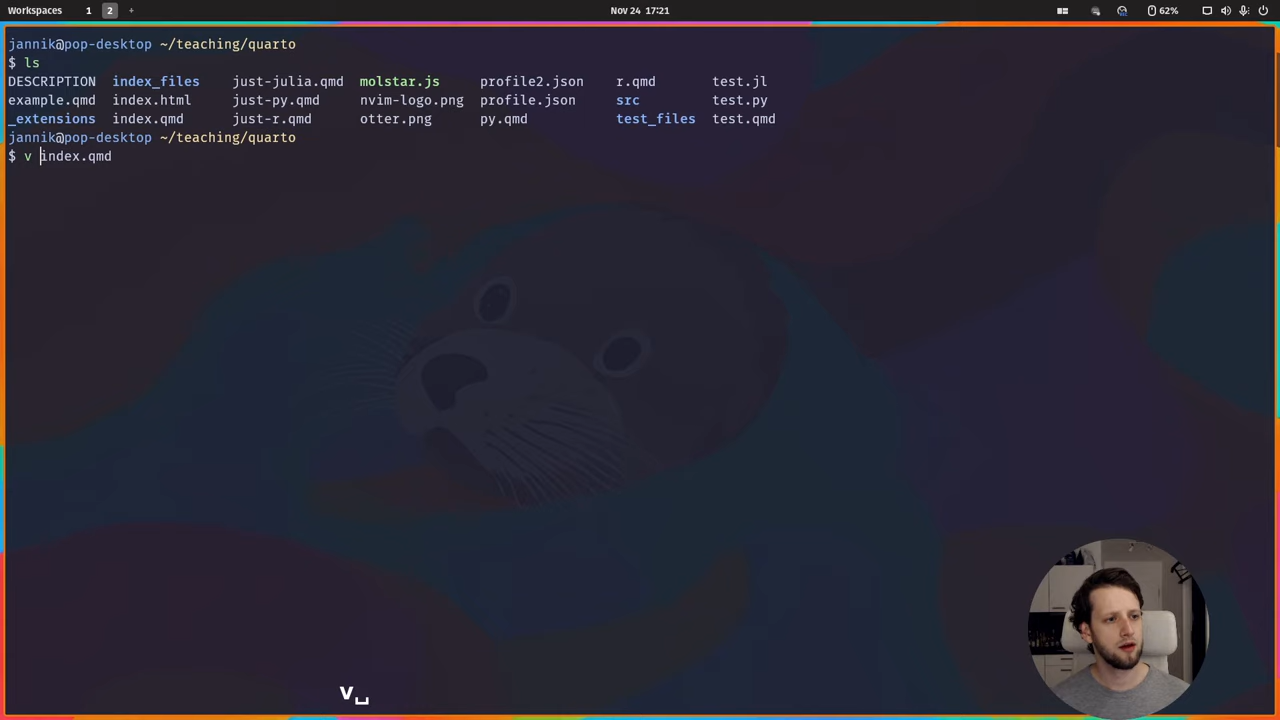 Workspaces 1 2 + Nov 24 17:21 62%
jannik@pop-desktop ~/teaching/quarto
$ ls
DESCRIPTION index_files just-julia.qmd molstar.js profile2.json r.qmd test.jl
example.qmd index.html just-py.qmd nvim-logo.png profile.json src test.py
_extensions index.qmd just-r.qmd otter.png py.qmd test_files test.qmd
jannik@pop-desktop ~/teaching/quarto
$ v index.qmd
v␣